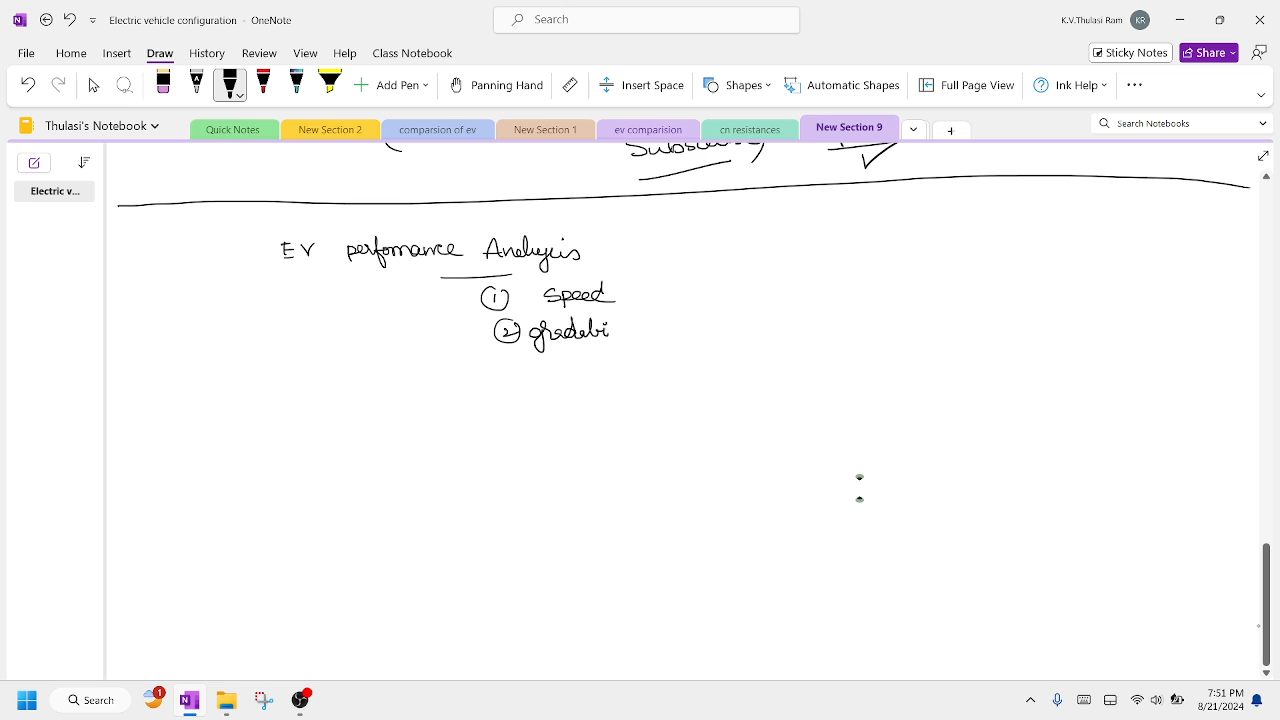 Electric vehicle configuration - OneNote
Search
K.V.Thulasi Ram
KR
File Home Insert Draw History Review View Help Class Notebook
Sticky Notes
Share
Add Pen
Panning Hand
Insert Space
Shapes
Automatic Shapes
Full Page View
Ink Help
Thulasi's Notebook
Quick Notes
New Section 2
comparsion of ev
New Section 1
ev comparision
cn resistances
New Section 9
Search Notebooks
Electric v...
EV performance Analysis
① Speed
② gradabi
Search
1
7:51 PM
8/21/2024